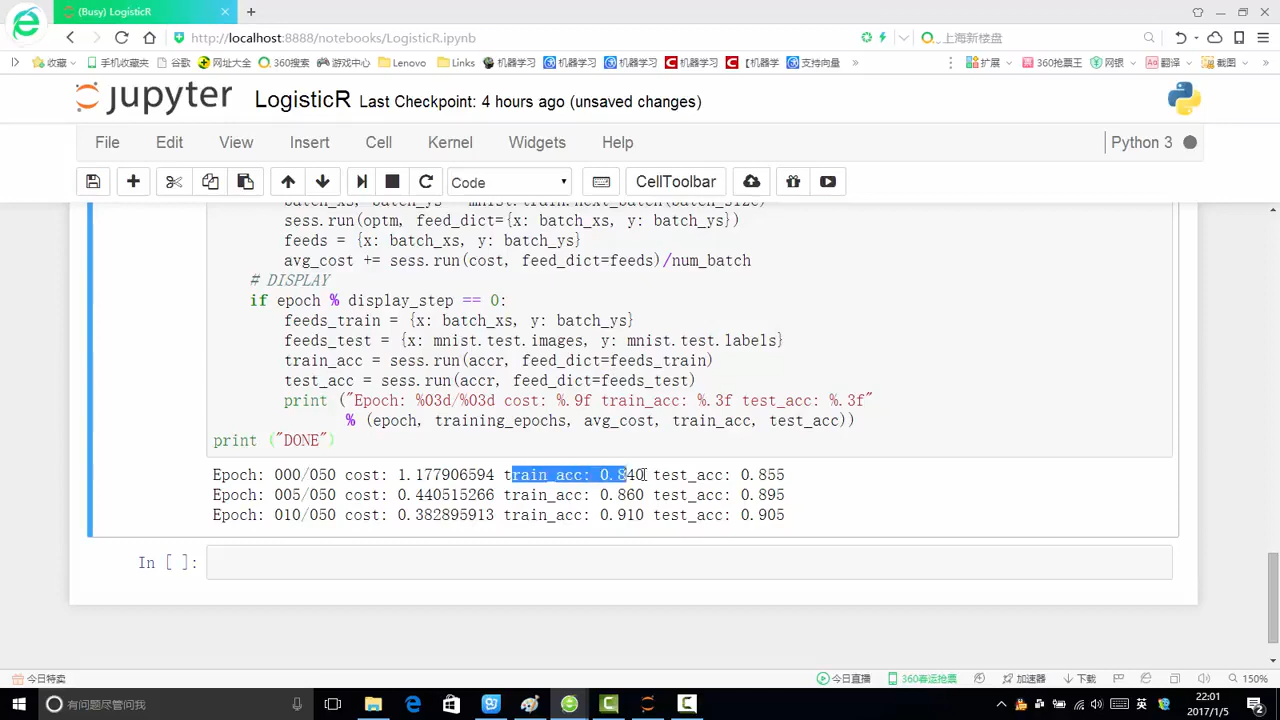 (Busy) LogisticR
http://localhost:8888/notebooks/LogisticR.ipynb
上海新楼盘
收藏 手机收藏夹 谷歌 网址大全 360搜索 游戏中心 Lenovo Links 机器学习 机器学习 机器学习 机器学习 【机器学 支持向量 » 扩展 360抢票王 网银 翻译 截图 »
jupyter LogisticR Last Checkpoint: 4 hours ago (unsaved changes)
File Edit View Insert Cell Kernel Widgets Help Python 3
Code CellToolbar
batch_xs, batch_ys = mnist.train.next_batch(batch_size)
sess.run(optm, feed_dict={x: batch_xs, y: batch_ys})
feeds = {x: batch_xs, y: batch_ys}
avg_cost += sess.run(cost, feed_dict=feeds)/num_batch
# DISPLAY
if epoch % display_step == 0:
feeds_train = {x: batch_xs, y: batch_ys}
feeds_test = {x: mnist.test.images, y: mnist.test.labels}
train_acc = sess.run(accr, feed_dict=feeds_train)
test_acc = sess.run(accr, feed_dict=feeds_test)
print ("Epoch: %03d/%03d cost: %.9f train_acc: %.3f test_acc: %.3f"
% (epoch, training_epochs, avg_cost, train_acc, test_acc))
print ("DONE")
Epoch: 000/050 cost: 1.177906594 train_acc: 0.840 test_acc: 0.855
Epoch: 005/050 cost: 0.440515266 train_acc: 0.860 test_acc: 0.895
Epoch: 010/050 cost: 0.382895913 train_acc: 0.910 test_acc: 0.905
In [ ]:
今日特卖 今日直播 360春运抢票 加速器 下载 150%
有问题尽管问我 英 22:01
2017/1/5